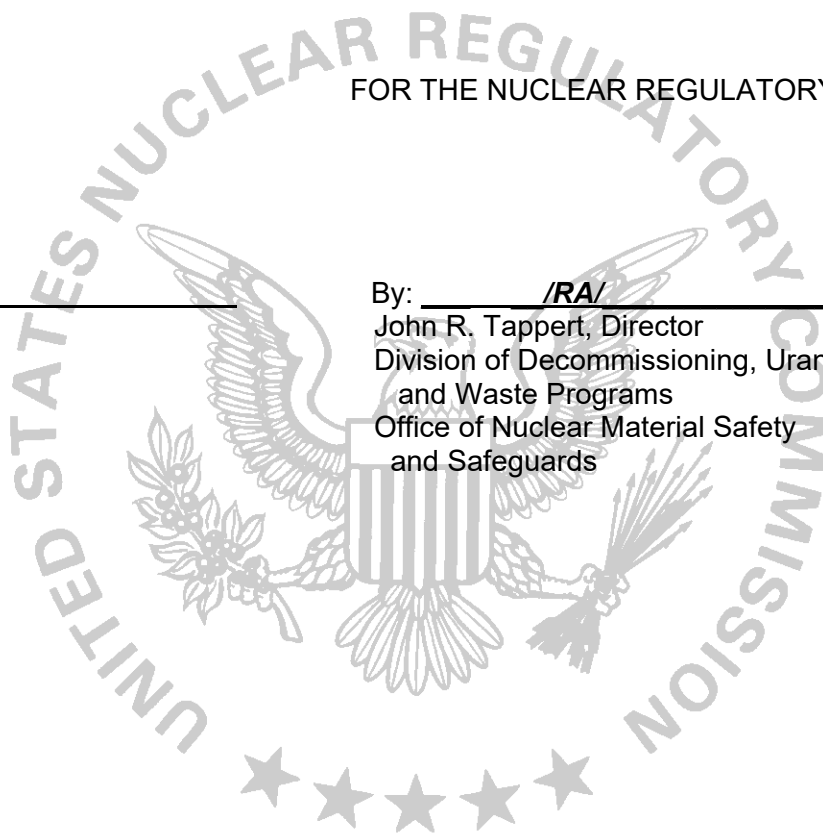 UNITED STATES NUCLEAR REGULATORY COMMISSION
FOR THE NUCLEAR REGULATORY
By: /RA/
John R. Tappert, Director
Division of Decommissioning,
and Waste Programs
Office of Nuclear Material Safety
and Safeguards